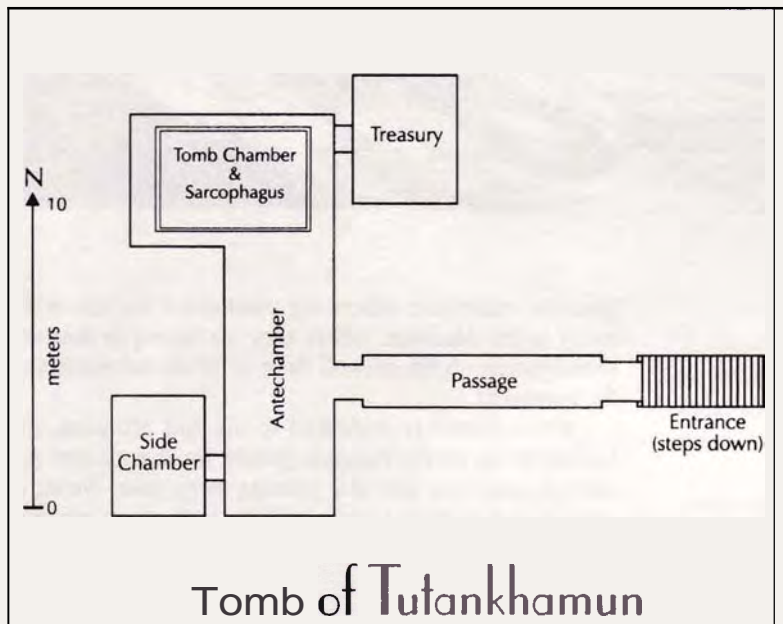 Treasury
Tomb Chamber
&
Sarcophagus
N
10
meters
0
Antechamber
Passage
Entrance
(steps down)
Side
Chamber
Tomb of Tutankhamun